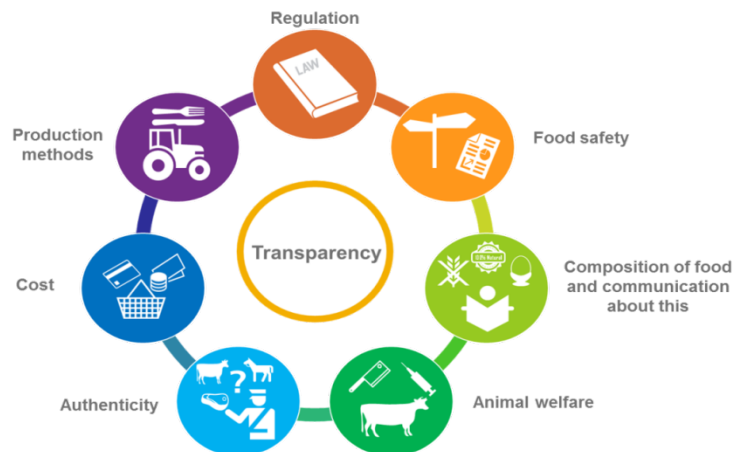 Regulation
LAW
Production
methods
Food safety
Transparency
Composition of food
and communication
about this
Cost
Authenticity
?
Animal welfare